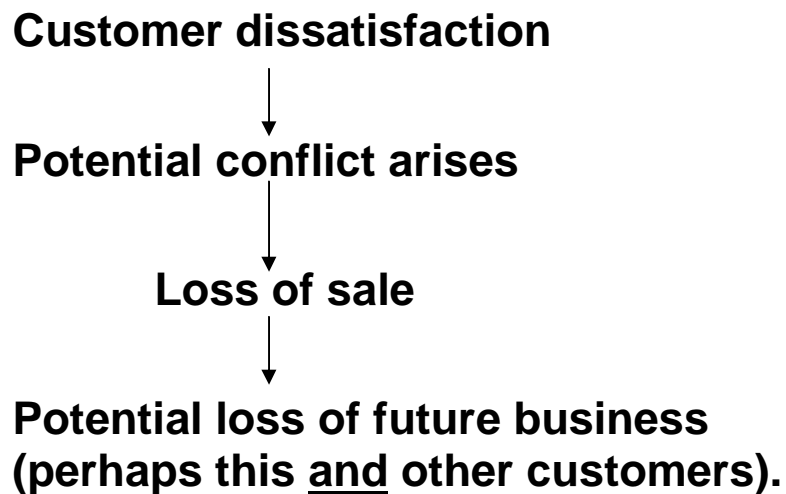 Customer dissatisfaction
Potential conflict arises
Loss of sale
Potential loss of future business
(perhaps this and other customers).